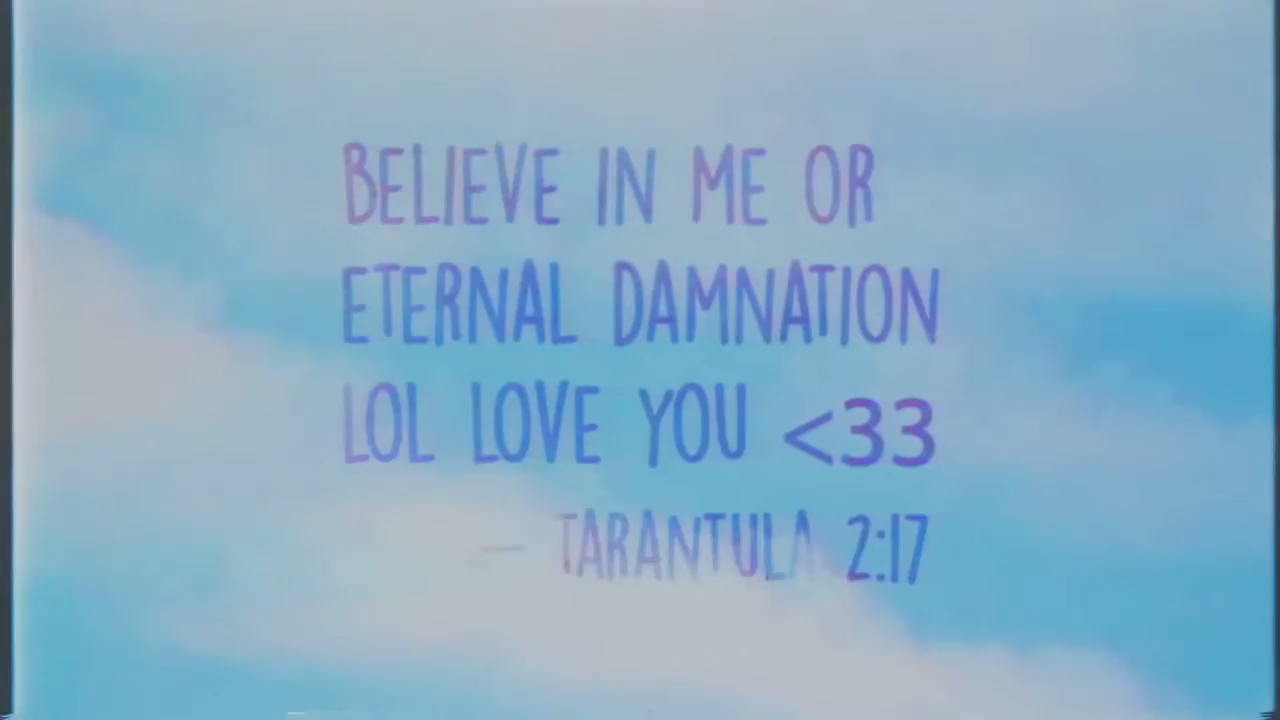 BELIEVE IN ME OR
ETERNAL DAMNATION
LOL LOVE YOU <33
— TARANTULA 2:17